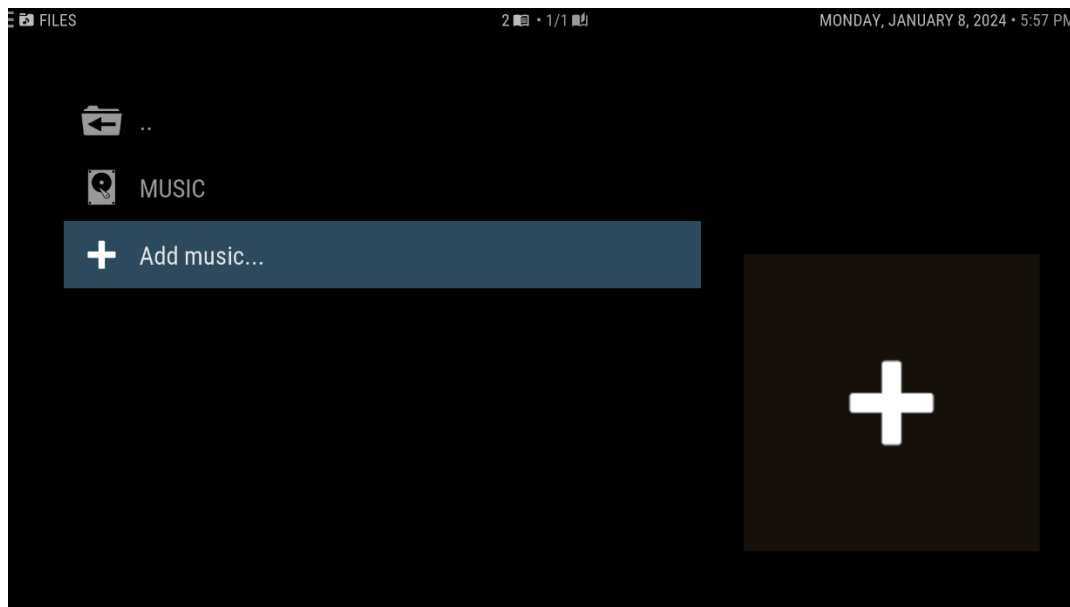 FILES 2 • 1/1 MONDAY, JANUARY 8, 2024 • 5:57 PM
..
MUSIC
Add music...